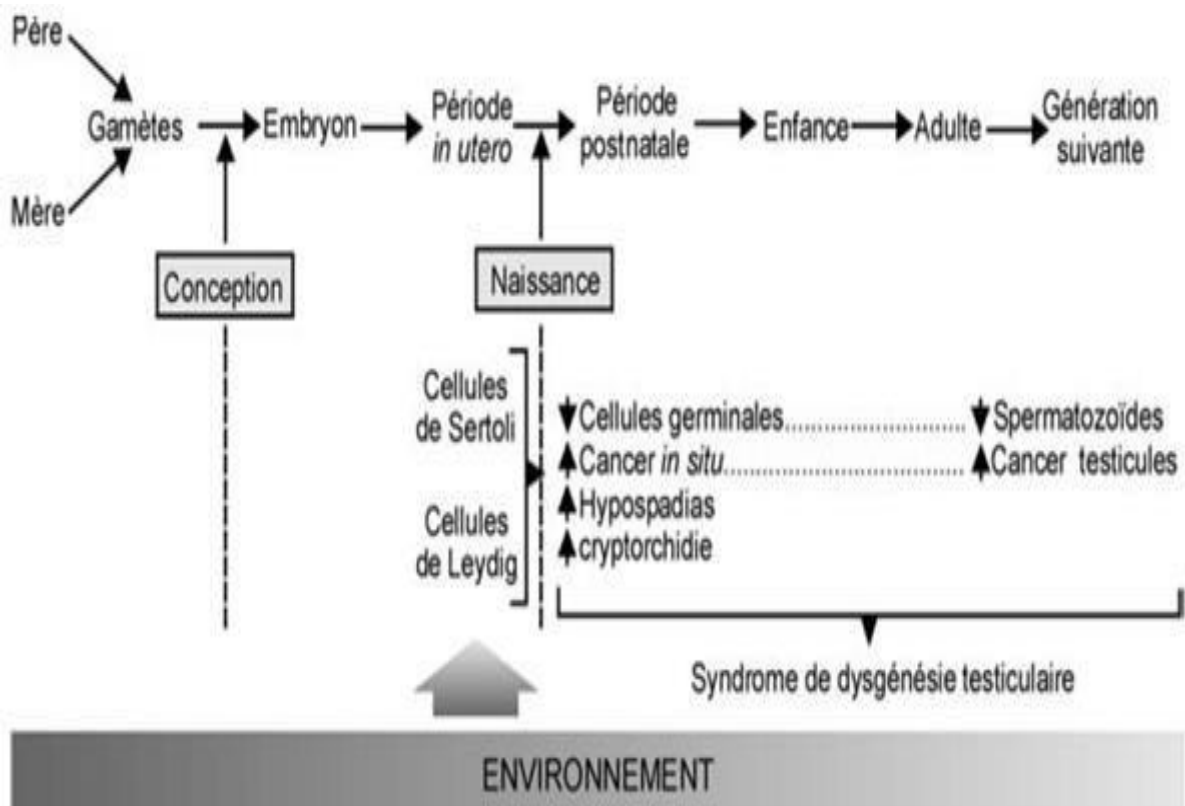 Père
Gamètes
Mère
Embryon
Période
in utero
Période
postnatale
Enfance
Adulte
Génération
suivante
Conception
Naissance
Cellules
de Sertoli
Cellules
de Leydig
Cellules germinales........................... Spermatozoïdes
Cancer in situ................................... Cancer testicules
Hypospadias
cryptorchidie
Syndrome de dysgénésie testiculaire
ENVIRONNEMENT